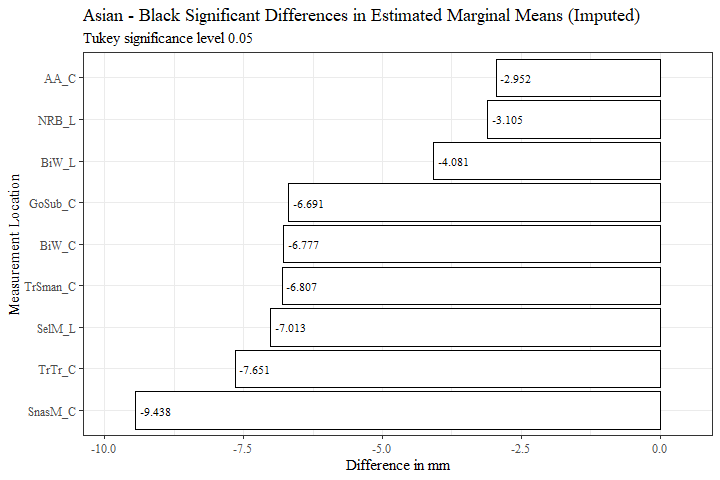 Asian - Black Significant Differences in Estimated Marginal Means (Imputed)
Tukey significance level 0.05
Measurement Location
AA_C -2.952
NRB_L -3.105
BiW_L -4.081
GoSub_C -6.691
BiW_C -6.777
TrSman_C -6.807
SelM_L -7.013
TrTr_C -7.651
SnasM_C -9.438
-10.0 -7.5 -5.0 -2.5 0.0
Difference in mm